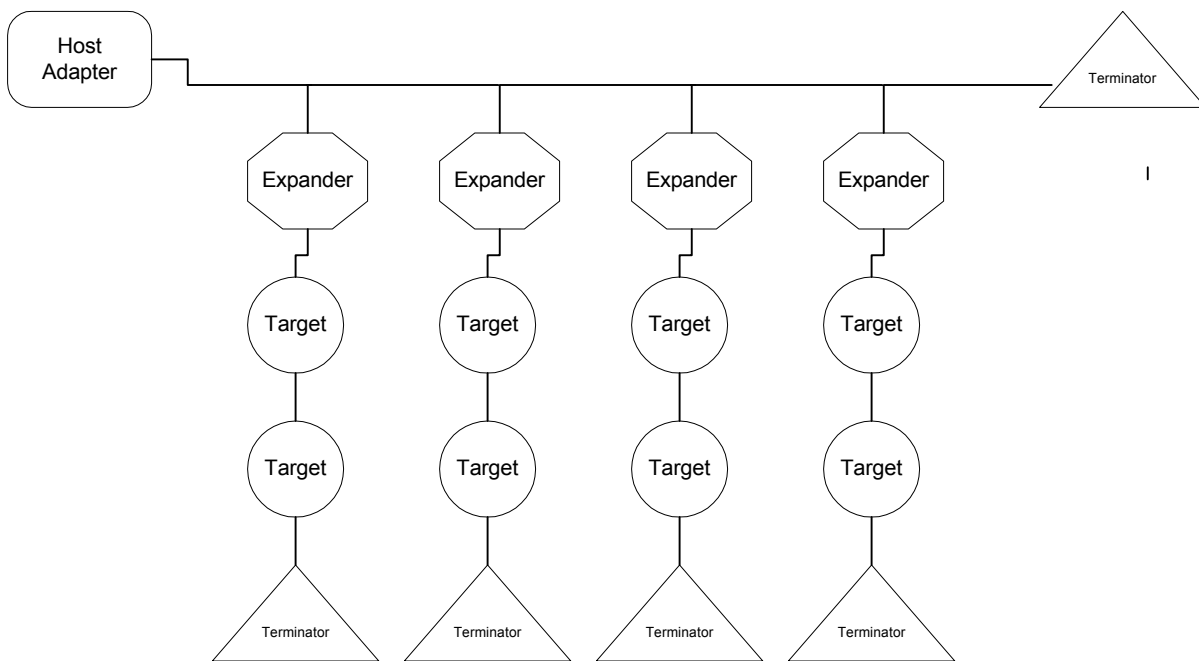 Host
Adapter
Terminator
Expander
Expander
Expander
Expander
I
Target
Target
Target
Target
Target
Target
Target
Target
Terminator
Terminator
Terminator
Terminator